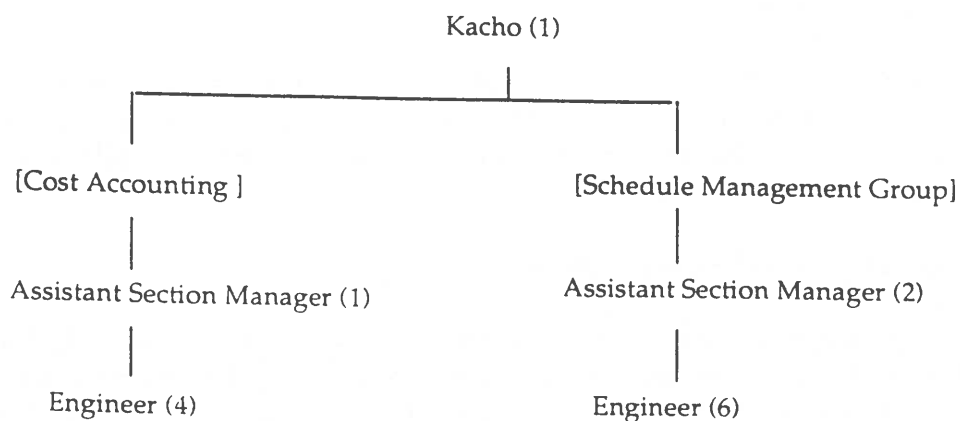 Kacho (1)
[Cost Accounting ]
[Schedule Management Group]
Assistant Section Manager (1)
Assistant Section Manager (2)
Engineer (4)
Engineer (6)